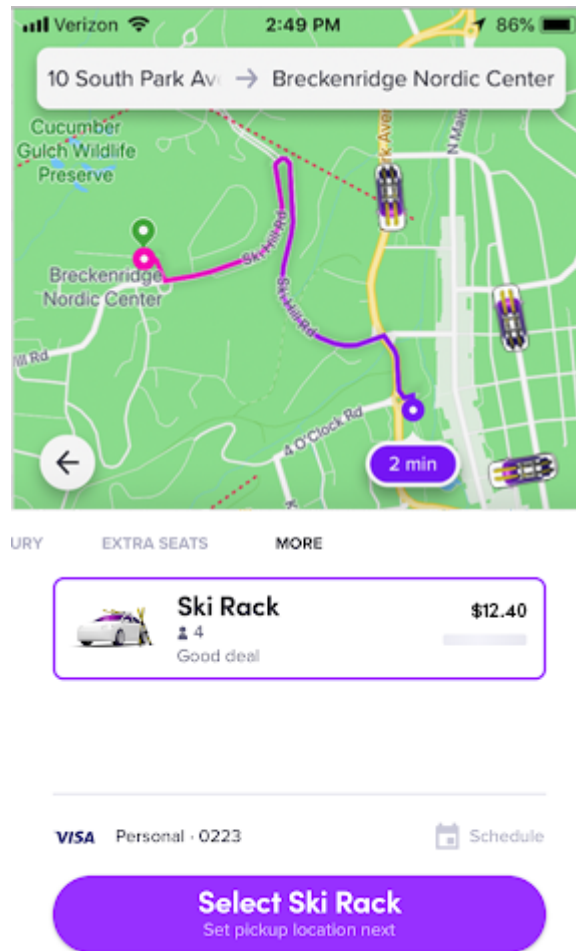 Verizon 2:49 PM 86%
10 South Park Av → Breckenridge Nordic Center
Cucumber
Gulch Wildlife
Preserve
N Main
Ski Hill Rd
Breckenridge
Nordic Center
Ski Hill Rd
4 O'Clock Rd
2 min
URY EXTRA SEATS MORE
Ski Rack $12.40
4
Good deal
VISA Personal · 0223 Schedule
Select Ski Rack
Set pickup location next